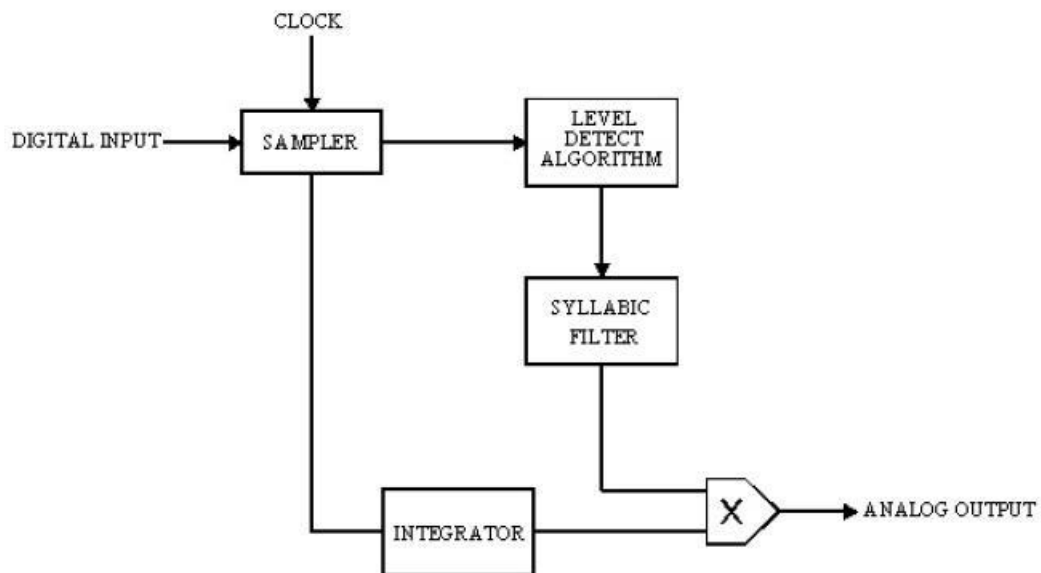 CLOCK
DIGITAL INPUT
SAMPLER
LEVEL
DETECT
ALGORITHM
SYLLABIC
FILTER
INTEGRATOR
X
ANALOG OUTPUT